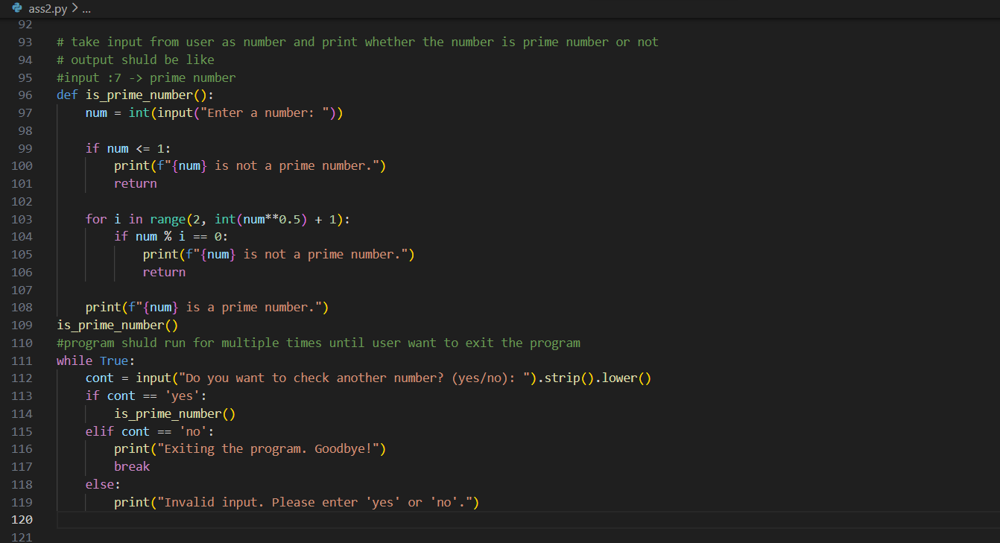 ass2.py > ...
92
93 # take input from user as number and print whether the number is prime number or not
94 # output shuld be like
95 #input :7 -> prime number
96 def is_prime_number():
97     num = int(input("Enter a number: "))
98
99     if num <= 1:
100         print(f"{num} is not a prime number.")
101         return
102
103     for i in range(2, int(num**0.5) + 1):
104         if num % i == 0:
105             print(f"{num} is not a prime number.")
106             return
107
108     print(f"{num} is a prime number.")
109 is_prime_number()
110 #program shuld run for multiple times until user want to exit the program
111 while True:
112     cont = input("Do you want to check another number? (yes/no): ").strip().lower()
113     if cont == 'yes':
114         is_prime_number()
115     elif cont == 'no':
116         print("Exiting the program. Goodbye!")
117         break
118     else:
119         print("Invalid input. Please enter 'yes' or 'no'.")
120
121